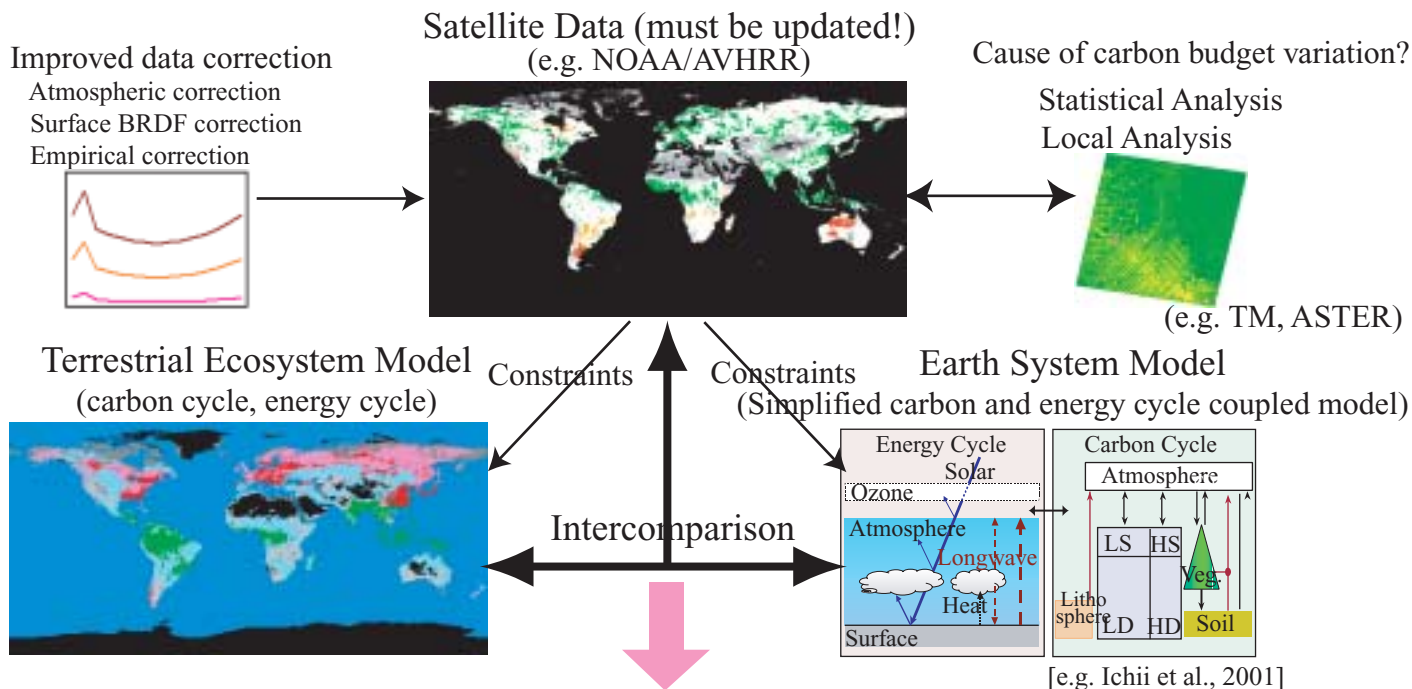 Satellite Data (must be updated!)
(e.g. NOAA/AVHRR)
Improved data correction
Atmospheric correction
Surface BRDF correction
Empirical correction
Cause of carbon budget variation?
Statistical Analysis
Local Analysis
(e.g. TM, ASTER)
Terrestrial Ecosystem Model
(carbon cycle, energy cycle)
Constraints
Constraints
Earth System Model
(Simplified carbon and energy cycle coupled model)
Intercomparison
Energy Cycle
Solar
Ozone
Atmosphere
Longwave
Heat
Surface
Carbon Cycle
Atmosphere
LS
HS
Veg.
Litho
sphere
LD
HD
Soil
[e.g. Ichii et al., 2001]